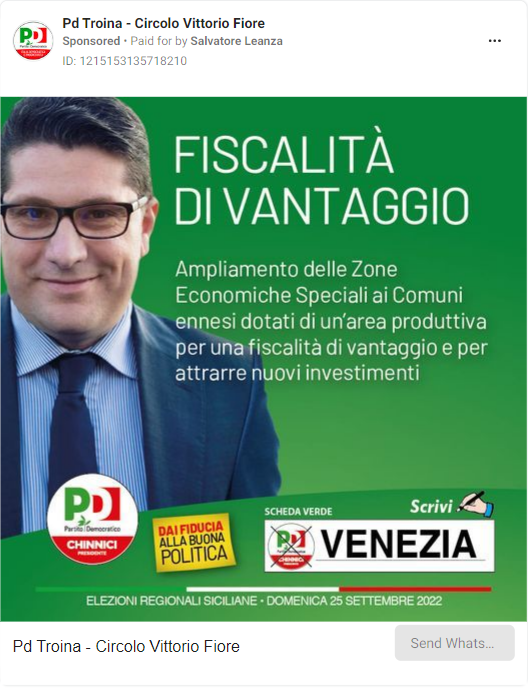 Pd Troina - Circolo Vittorio Fiore
Sponsored • Paid for by Salvatore Leanza
ID: 1215153135718210
FISCALITÀ
DI VANTAGGIO
Ampliamento delle Zone
Economiche Speciali ai Comuni
ennesi dotati di un'area produttiva
per una fiscalità di vantaggio e per
attrarre nuovi investimenti
PD
Partito Democratico
CHINNICI
PRESIDENTE
DAI FIDUCIA
ALLA BUONA
POLITICA
SCHEDA VERDE
Scrivi
PD
CHINNICI
VENEZIA
ELEZIONI REGIONALI SICILIANE • DOMENICA 25 SETTEMBRE 2022
Pd Troina - Circolo Vittorio Fiore
Send Whats...